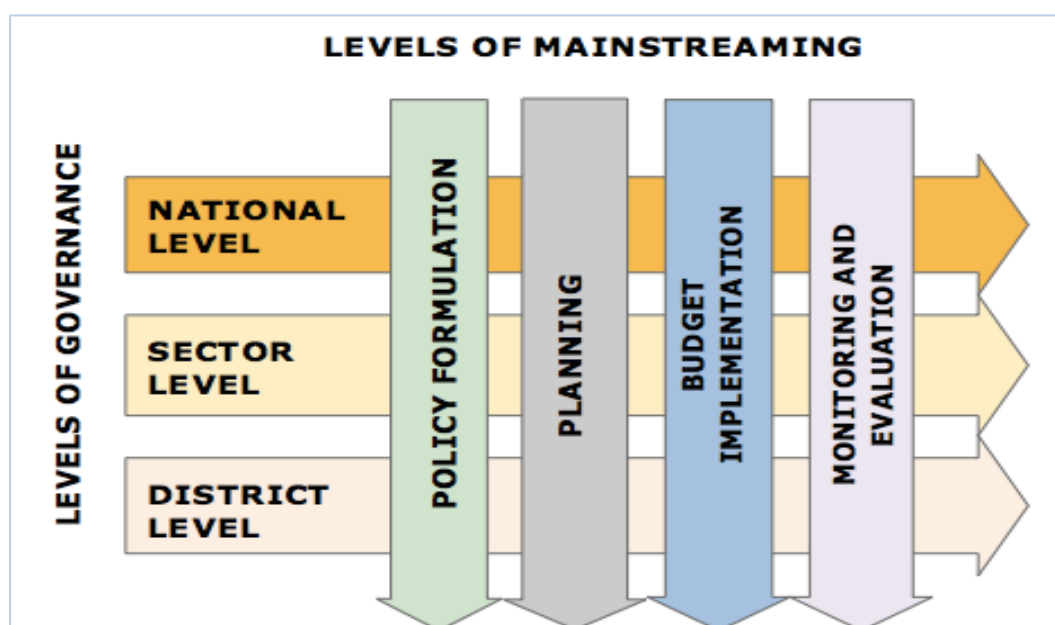 LEVELS OF MAINSTREAMING
LEVELS OF GOVERNANCE
NATIONAL
LEVEL
SECTOR
LEVEL
DISTRICT
LEVEL
POLICY FORMULATION
PLANNING
BUDGET
IMPLEMENTATION
MONITORING AND
EVALUATION